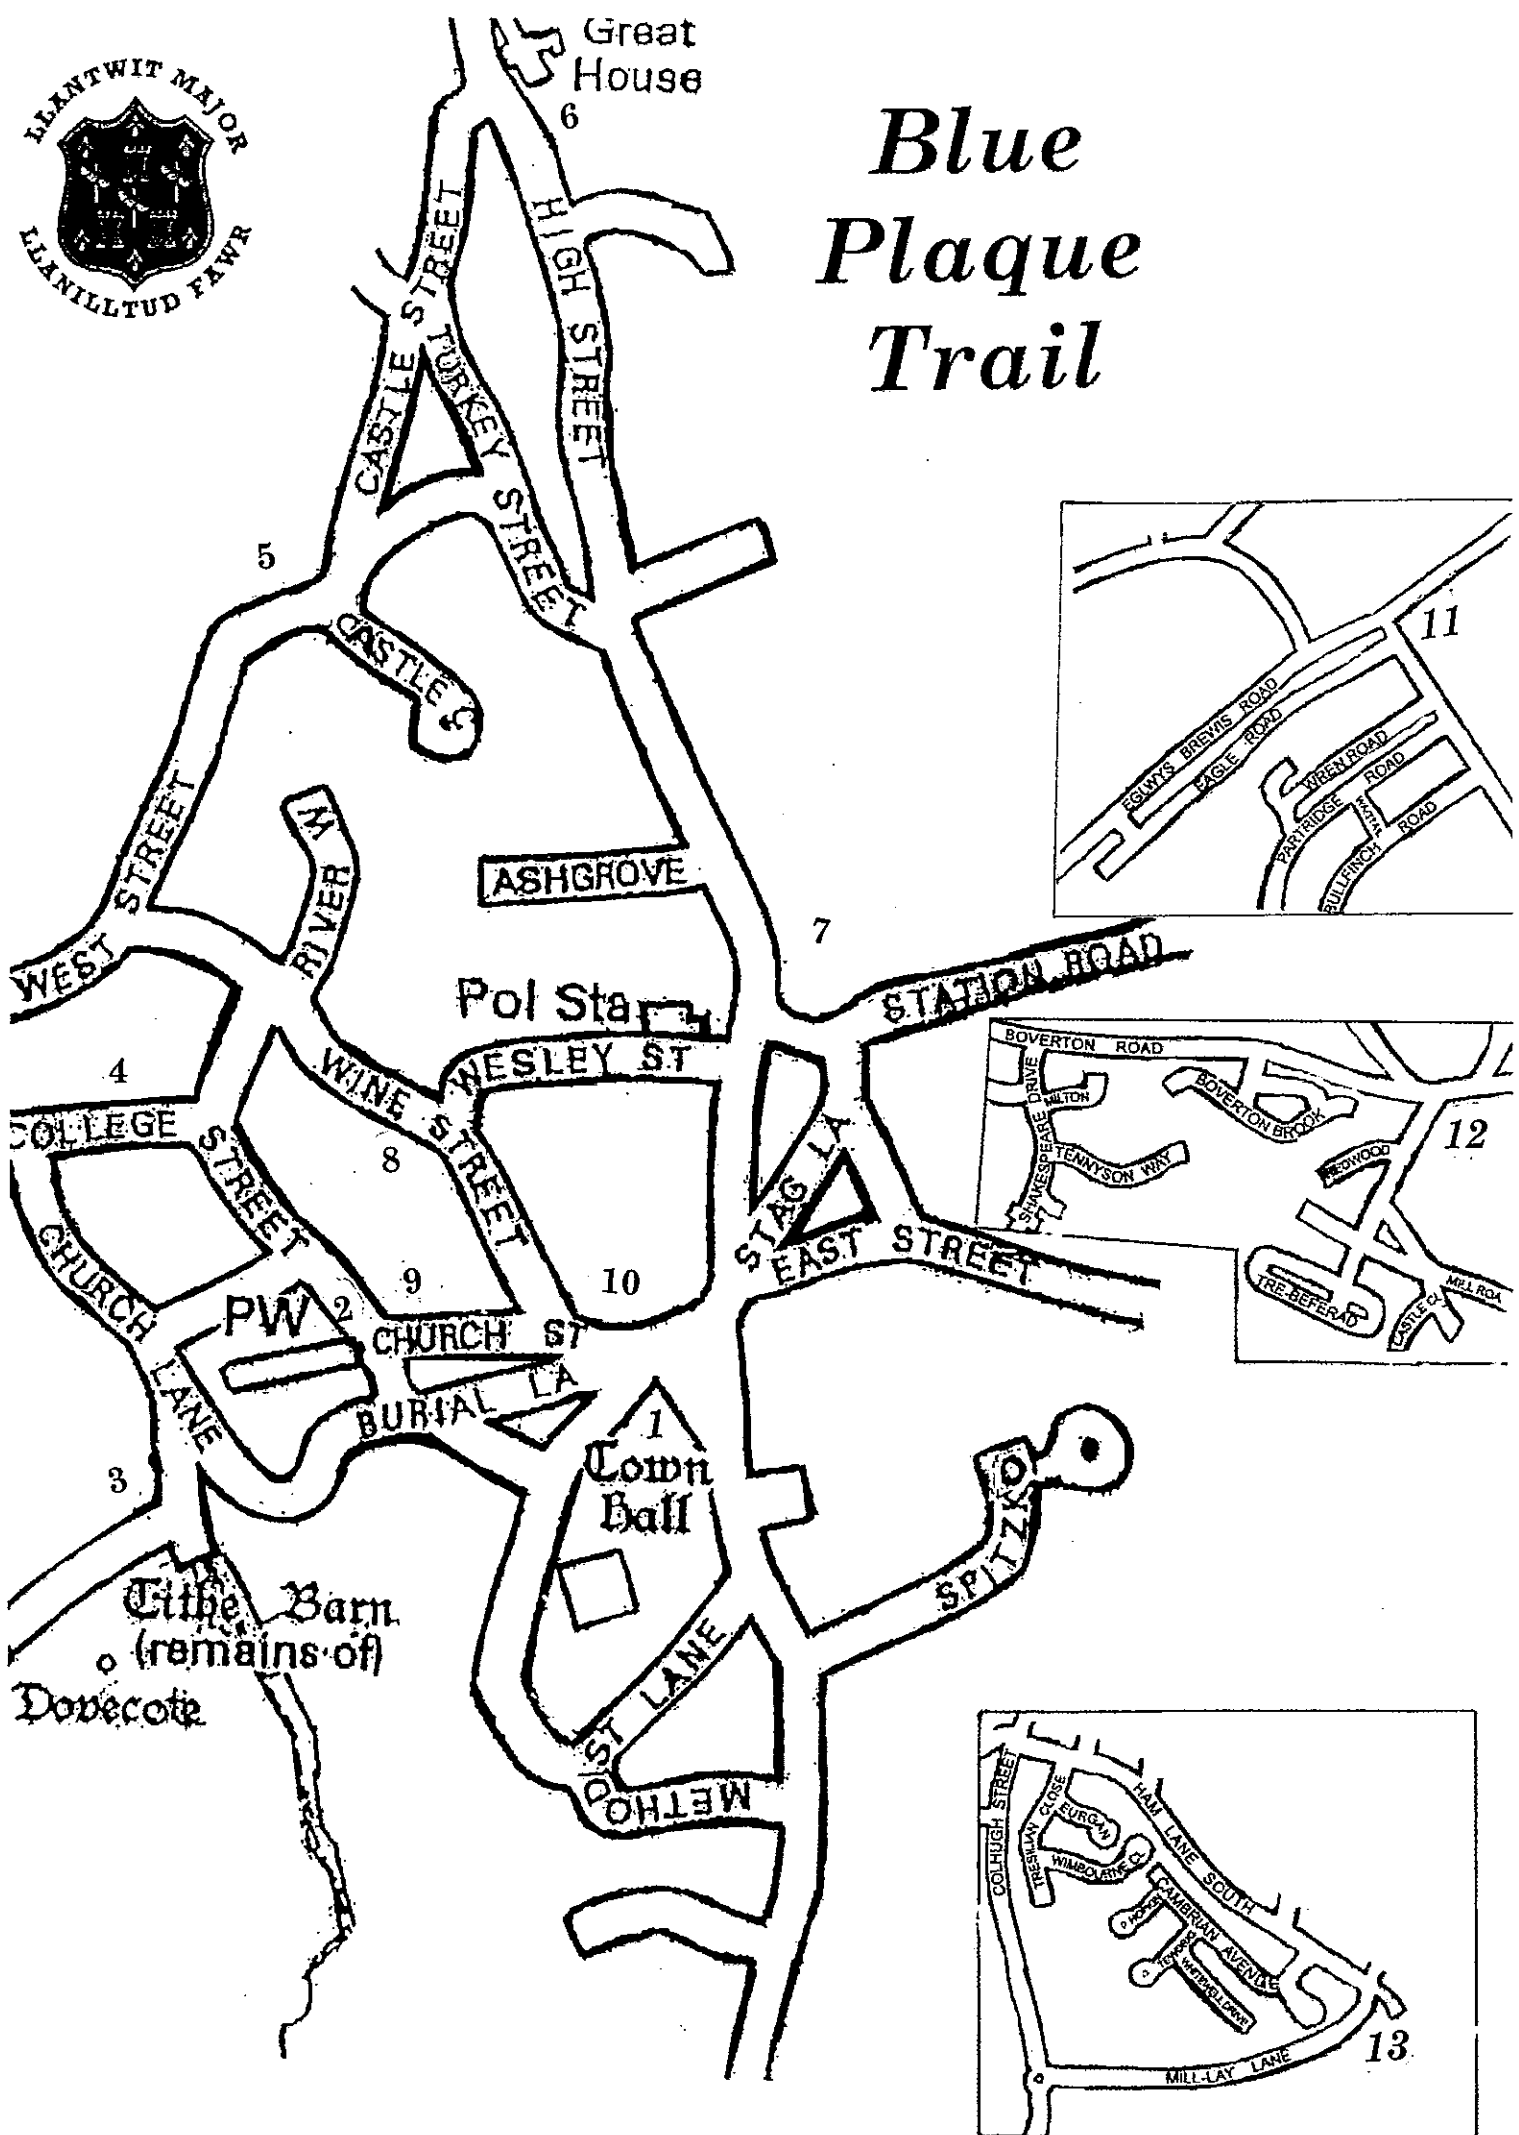 LLANTWIT MAJOR
LLANILLTUD FAWR
Great
House
6
Blue
Plaque
Trail
HIGH STREET
CASTLE STREET
TURKEY STREET
5
CASTLE C
WEST STREET
RIVER W
ASHGROVE
7
STATION ROAD
Pol Sta
WESLEY ST
WINE STREET
4
COLLEGE STREET
8
STAG LA
EAST STREET
CHURCH LANE
PW
2
9
10
CHURCH ST
BURIAL LA
1
Town
Hall
3
Tithe Barn
(remains of)
Dovecote
SPITZK
METHODIST LANE
11
EGLWYS BREWIS ROAD
EAGLE ROAD
WREN ROAD
PARTRIDGE ROAD
BULLFINCH ROAD
BOVERTON ROAD
SHAKESPEARE DRIVE
MILTON
BOVERTON BROOK
TENNYSON WAY
12
REDWOOD
TRE-BEFERAD
CASTLE CL
MILL ROA
COLHUGH STREET
TRESILIAN CLOSE
EURGAN
WIMBOURNE CL
HAM LANE SOUTH
CAMBRIAN AVENUE
WHITEWELL DRIVE
MILL-LAY LANE
13